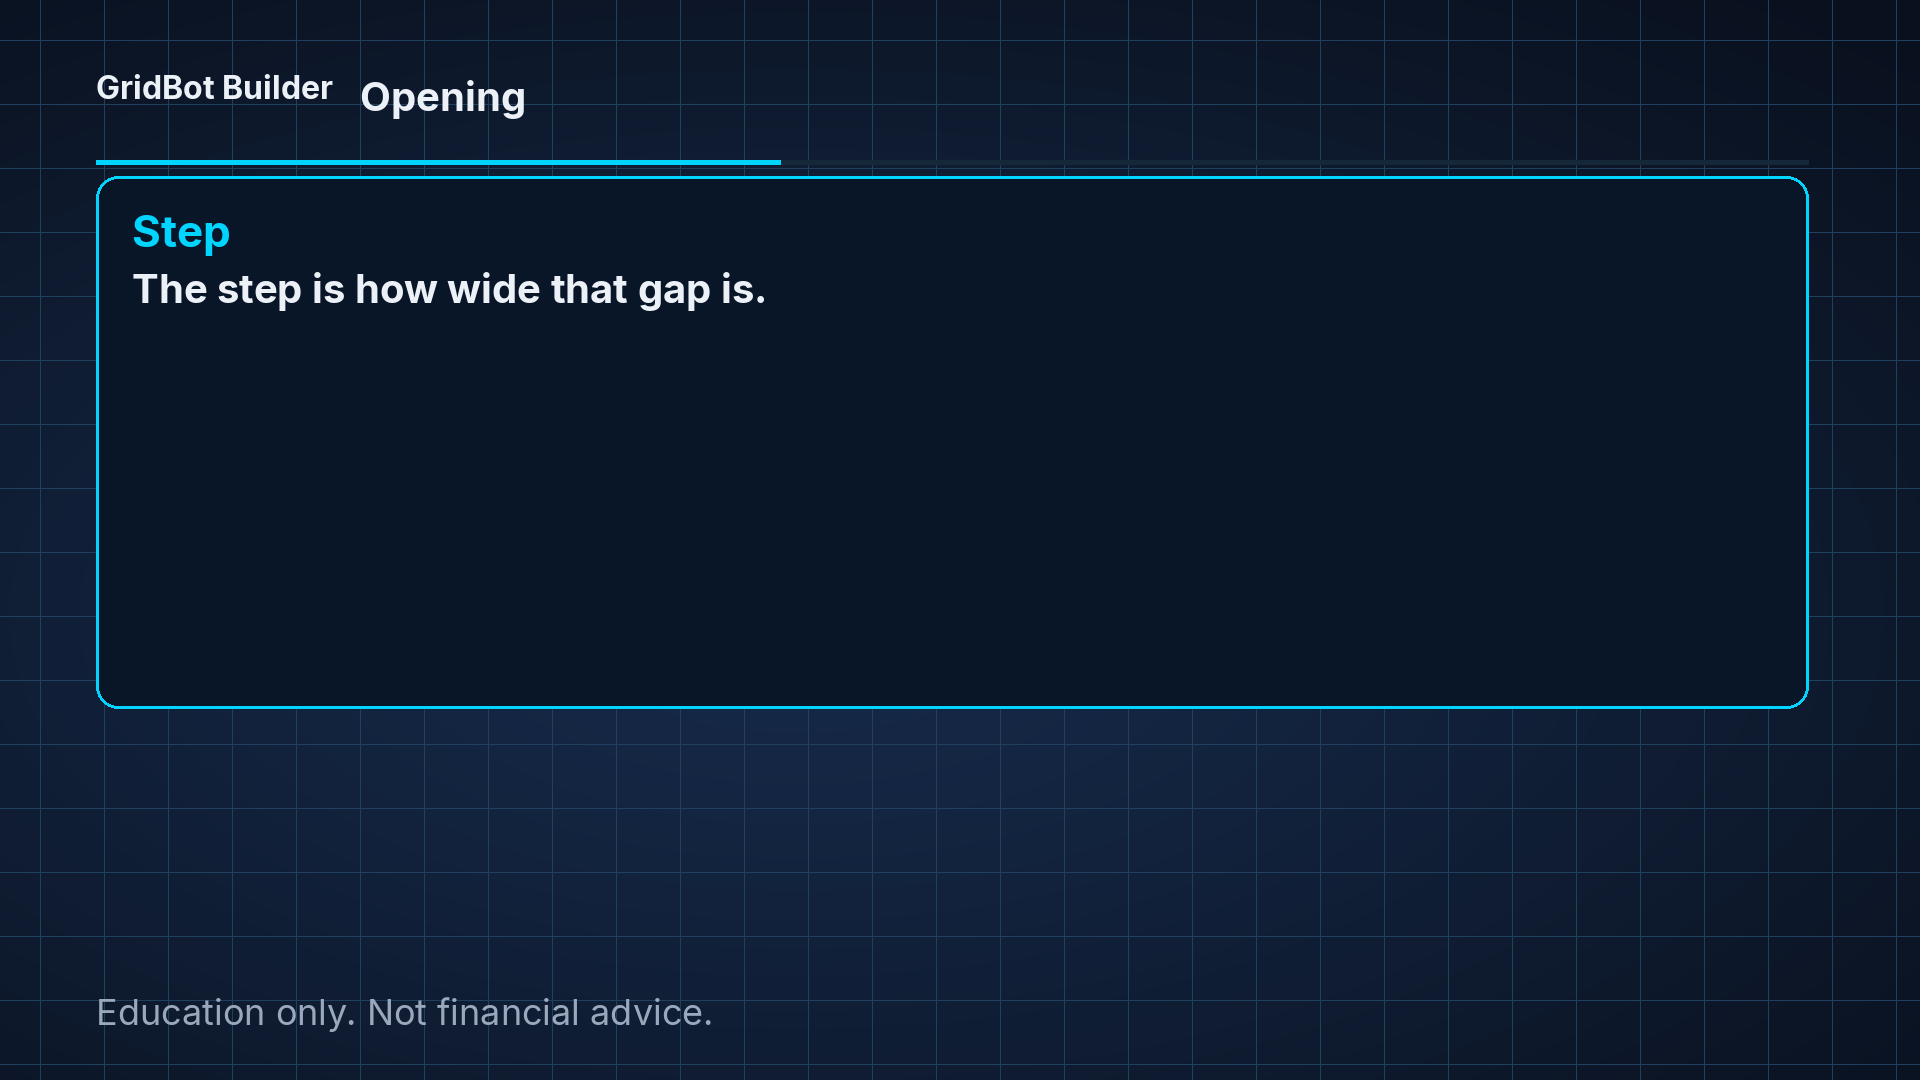 GridBot Builder Opening
Step
The step is how wide that gap is.
Education only. Not financial advice.